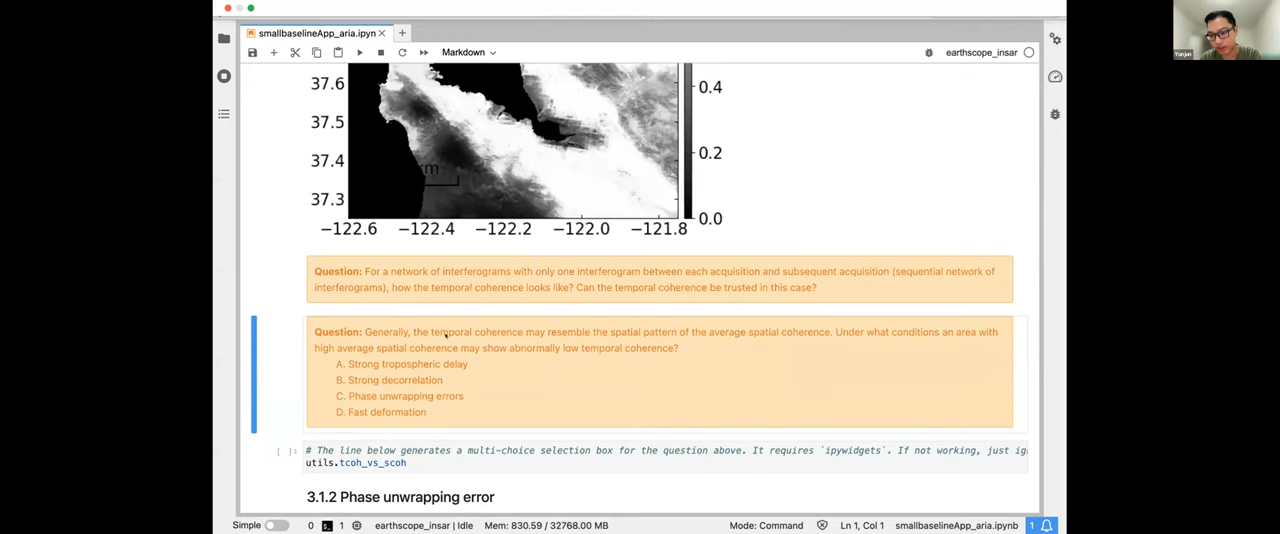 smallbaselineApp_aria.ipyn
Markdown
earthscope_insar
Yunjun
37.6
37.5
37.4
37.3
km
0.4
0.2
0.0
−122.6 −122.4 −122.2 −122.0 −121.8
Question: For a network of interferograms with only one interferogram between each acquisition and subsequent acquisition (sequential network of
interferograms), how the temporal coherence looks like? Can the temporal coherence be trusted in this case?
Question: Generally, the temporal coherence may resemble the spatial pattern of the average spatial coherence. Under what conditions an area with
high average spatial coherence may show abnormally low temporal coherence?
A. Strong tropospheric delay
B. Strong decorrelation
C. Phase unwrapping errors
D. Fast deformation
[ ]: # The line below generates a multi-choice selection box for the question above. It requires `ipywidgets`. If not working, just ig
utils.tcoh_vs_scoh
3.1.2 Phase unwrapping error
Simple 0 1 earthscope_insar | Idle Mem: 830.59 / 32768.00 MB Mode: Command Ln 1, Col 1 smallbaselineApp_aria.ipynb 1